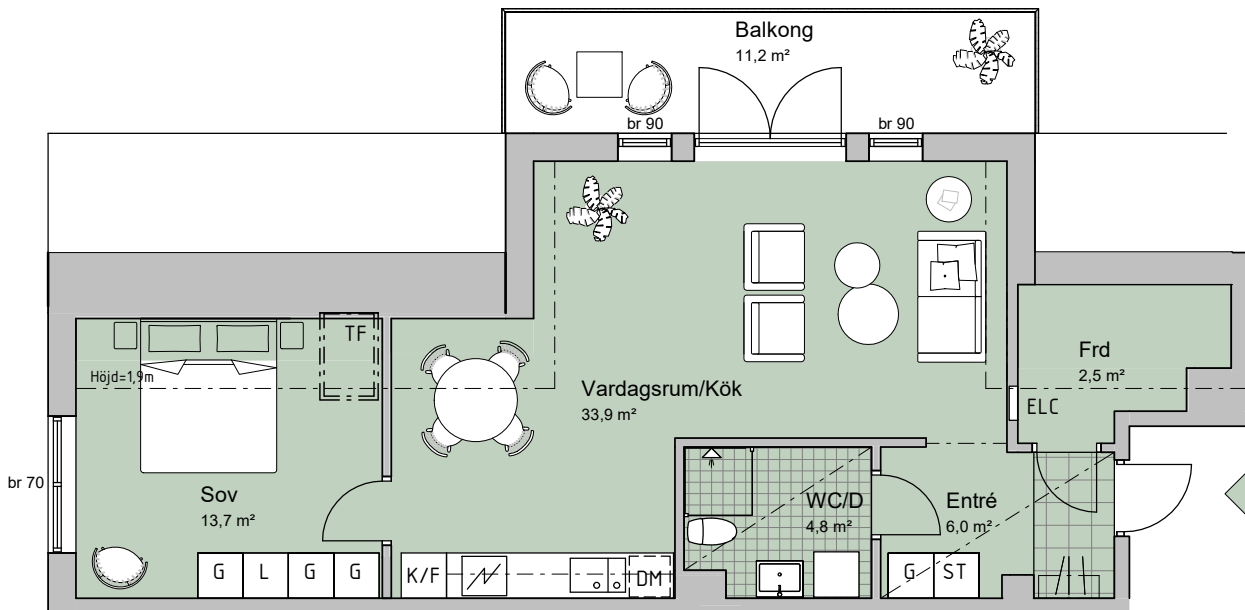 Balkong
11,2 m²
br 90
br 90
TF
Höjd=1,9m
Frd
2,5 m²
Vardagsrum/Kök
33,9 m²
ELC
br 70
Sov
13,7 m²
WC/D
4,8 m²
Entré
6,0 m²
G
L
G
G
K/F
DM
G
ST